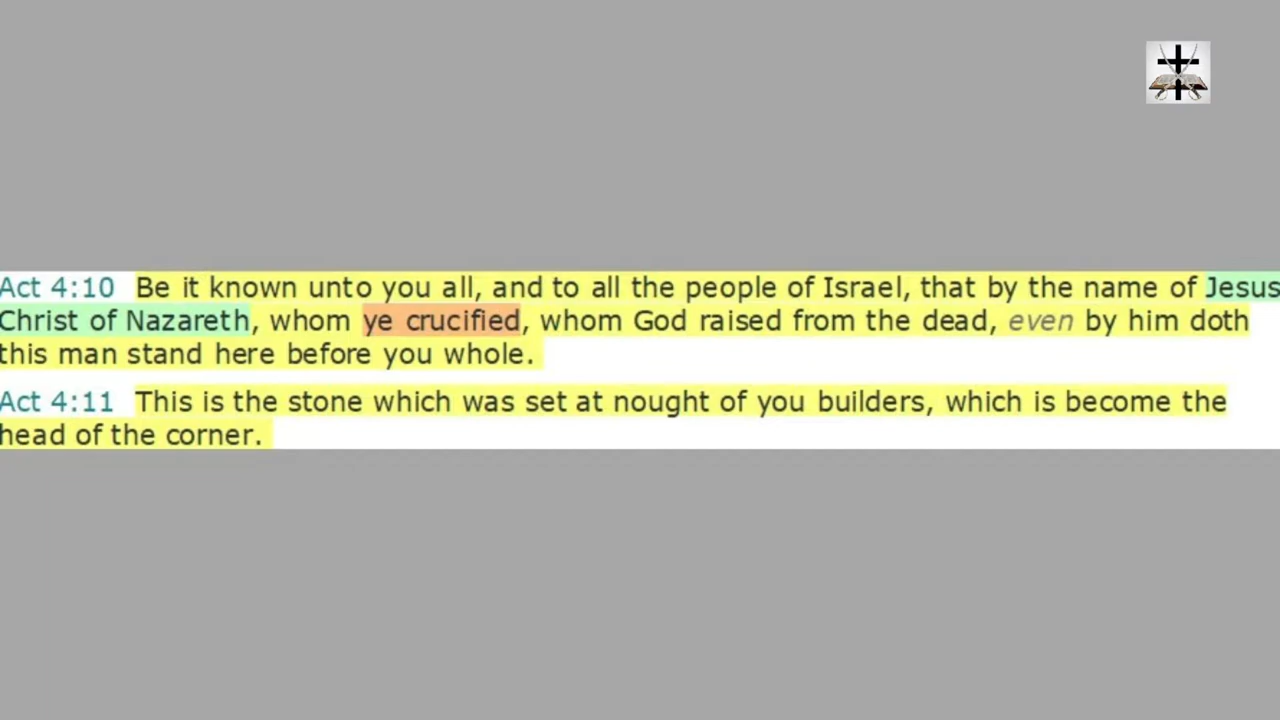 Act 4:10 Be it known unto you all, and to all the people of Israel, that by the name of Jesus
Christ of Nazareth, whom ye crucified, whom God raised from the dead, even by him doth
this man stand here before you whole.
Act 4:11 This is the stone which was set at nought of you builders, which is become the
head of the corner.